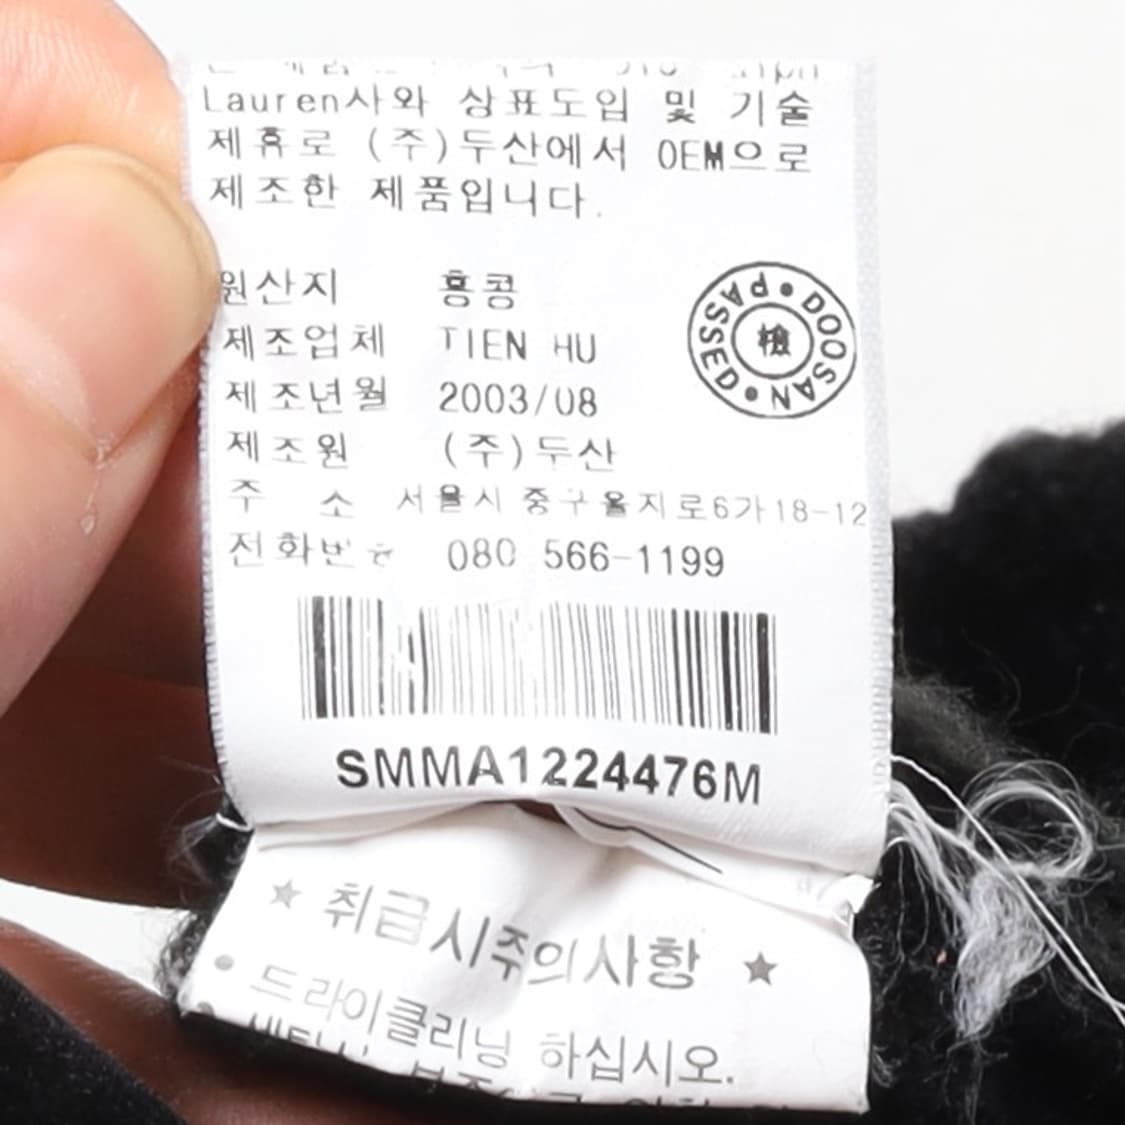 Lauren사와 상표도입 및 기술
제휴로 (주)두산에서 OEM으로
제조한 제품입니다.
원산지 홍콩
제조업체 TIEN HU
제조년월 2003/08
제조원 (주)두산
주 소 서울시 중구 을지로6가18-12
전화번호 080 566-1199
PASSED • DOOSAN •
檢
SMMA1224476M
★ 취급시주의사항 ★
• 드라이클리닝 하십시오.